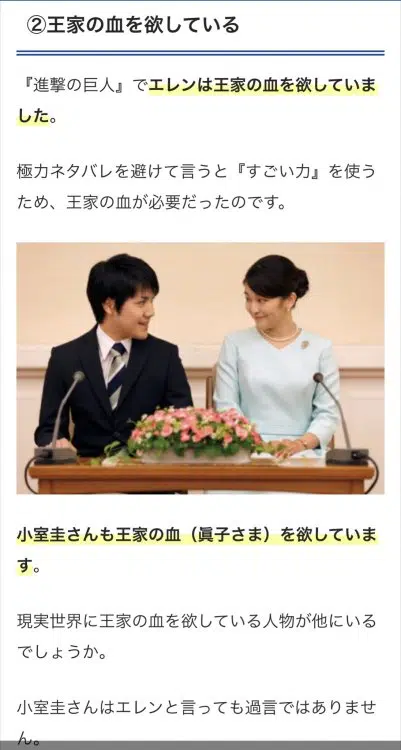 ②王家の血を欲している
『進撃の巨人』でエレンは王家の血を欲していま
した。
極力ネタバレを避けて言うと『すごい力』を使う
ため、王家の血が必要だったのです。
小室圭さんも王家の血（眞子さま）を欲していま
す。
現実世界に王家の血を欲している人物が他にいる
でしょうか。
小室圭さんはエレンと言っても過言ではありませ
ん。